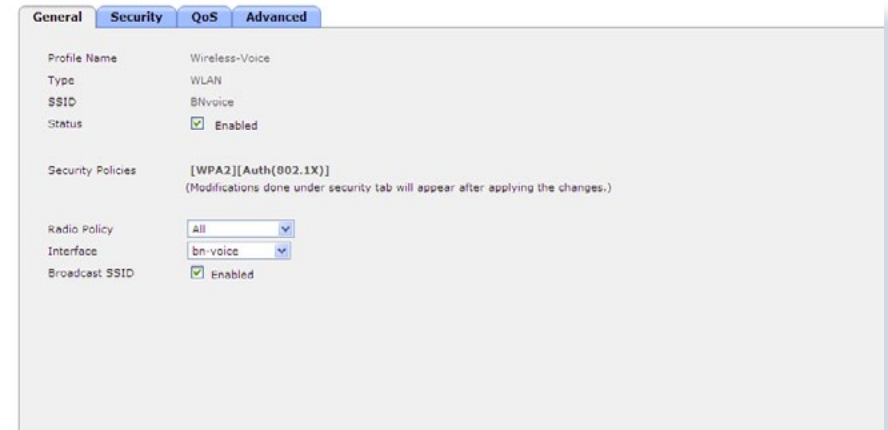 General Security QoS Advanced
Profile Name Wireless-Voice
Type WLAN
SSID BNvoice
Status Enabled
Security Policies [WPA2][Auth(802.1X)]
(Modifications done under security tab will appear after applying the changes.)
Radio Policy All
Interface bn-voice
Broadcast SSID Enabled